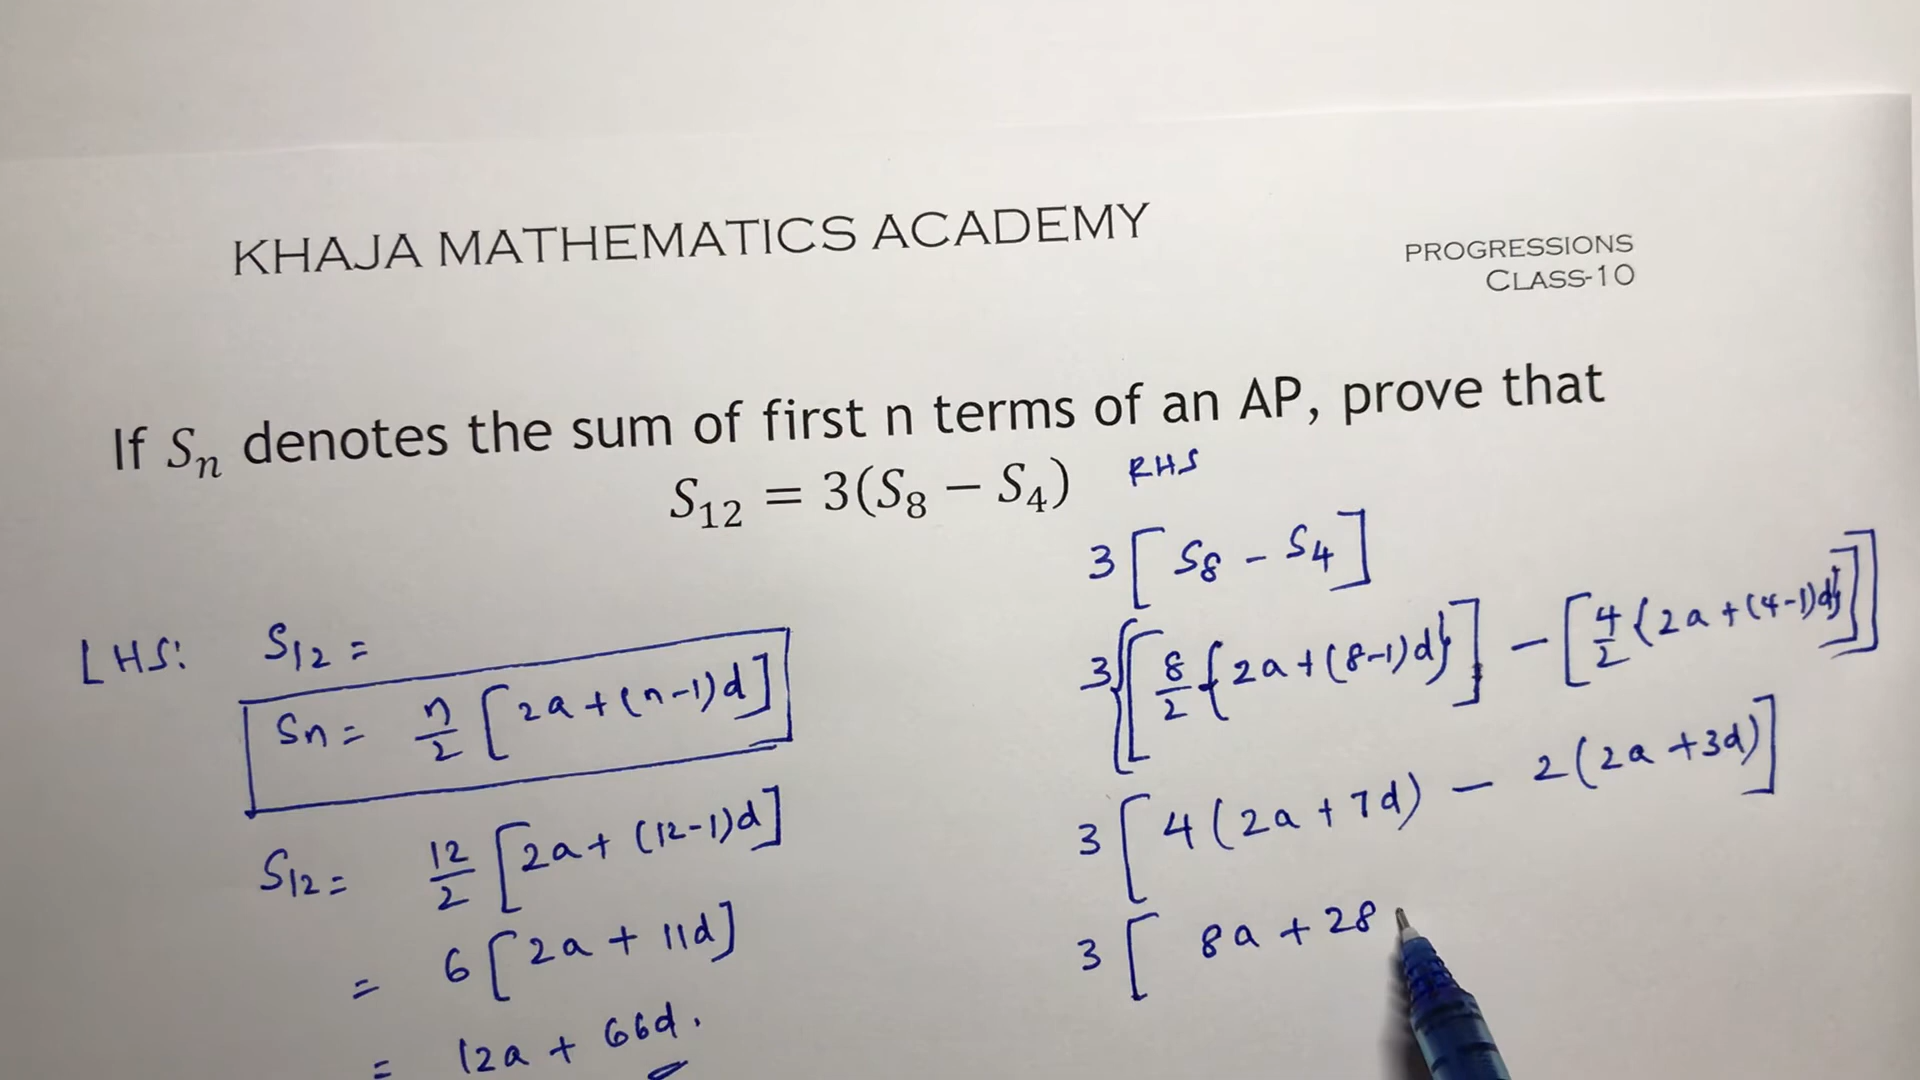 KHAJA MATHEMATICS ACADEMY
PROGRESSIONS
CLASS-10
If Sₙ denotes the sum of first n terms of an AP, prove that
S₁₂ = 3(S₈ − S₄)
RHS
3[S₈ − S₄]
3{[8/2{2a+(8-1)d}] − [4/2{2a+(4-1)d}]]
3[4(2a+7d) − 2(2a+3d)]
3[8a+28
LHS: S₁₂ =
Sn = n/2[2a+(n-1)d]
S₁₂ = 12/2[2a+(12-1)d]
= 6[2a+11d]
= 12a+66d.